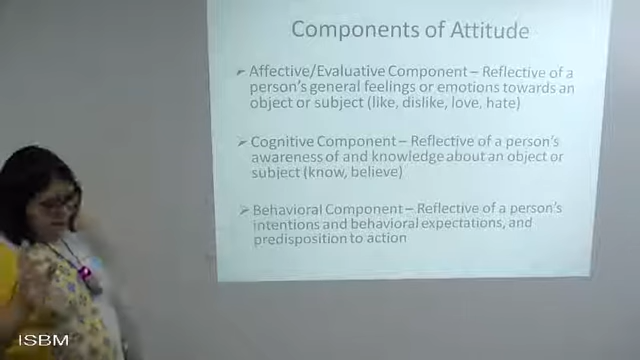 Components of Attitude
➤ Affective/Evaluative Component – Reflective of a
person's general feelings or emotions towards an
object or subject (like, dislike, love, hate)
➤ Cognitive Component – Reflective of a person's
awareness of and knowledge about an object or
subject (know, believe)
➤ Behavioral Component – Reflective of a person's
intentions and behavioral expectations, and
predisposition to action
ISBM